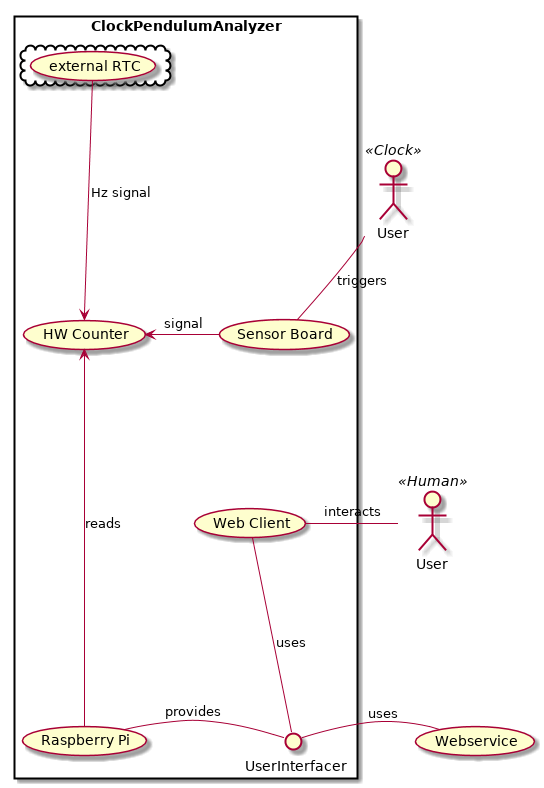 ClockPendulumAnalyzer
external RTC
«Clock»
Hz signal
User
triggers
signal
HW Counter
Sensor Board
«Human»
interacts
Web Client
reads
User
uses
provides
uses
Raspberry Pi
Webservice
UserInterfacer